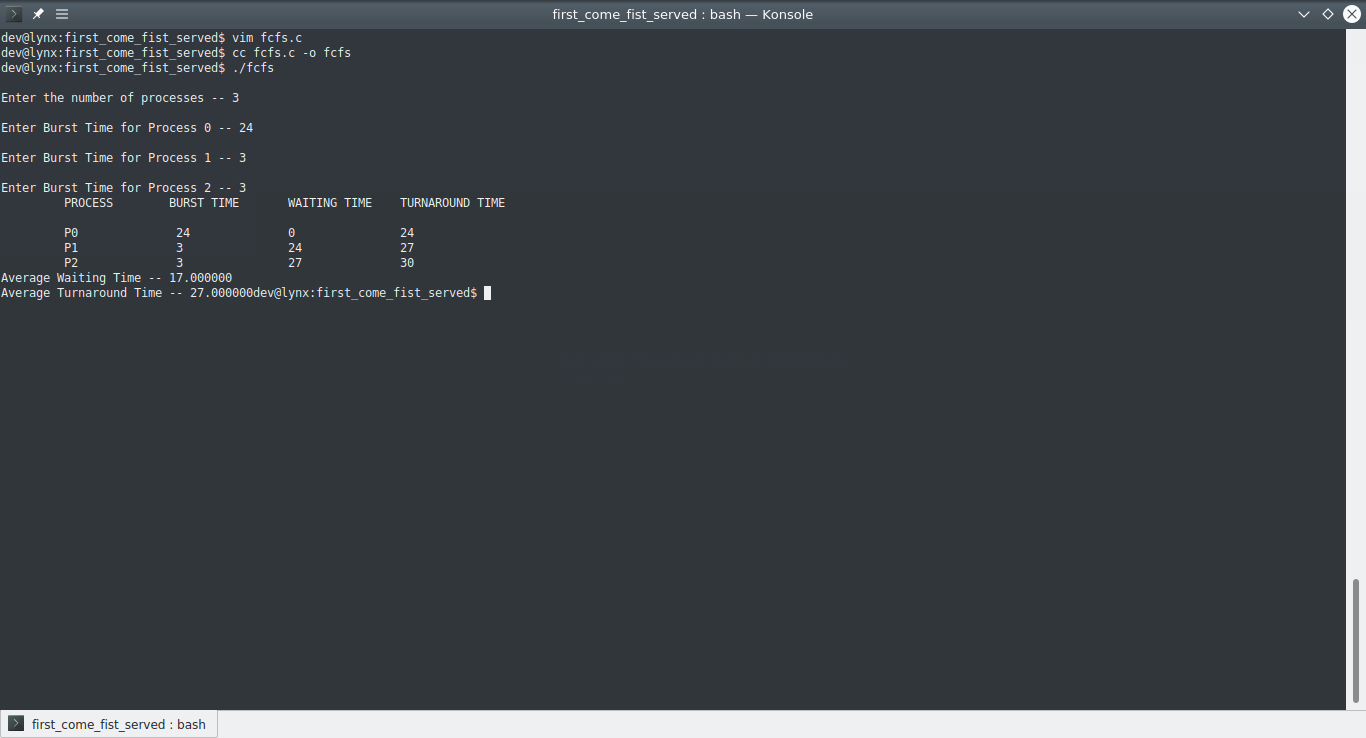 first_come_fist_served : bash — Konsole
dev@lynx:first_come_fist_served$ vim fcfs.c
dev@lynx:first_come_fist_served$ cc fcfs.c -o fcfs
dev@lynx:first_come_fist_served$ ./fcfs
Enter the number of processes -- 3
Enter Burst Time for Process 0 -- 24
Enter Burst Time for Process 1 -- 3
Enter Burst Time for Process 2 -- 3
PROCESS BURST TIME WAITING TIME TURNAROUND TIME
P0 24 0 24
P1 3 24 27
P2 3 27 30
Average Waiting Time -- 17.000000
Average Turnaround Time -- 27.000000dev@lynx:first_come_fist_served$
first_come_fist_served : bash